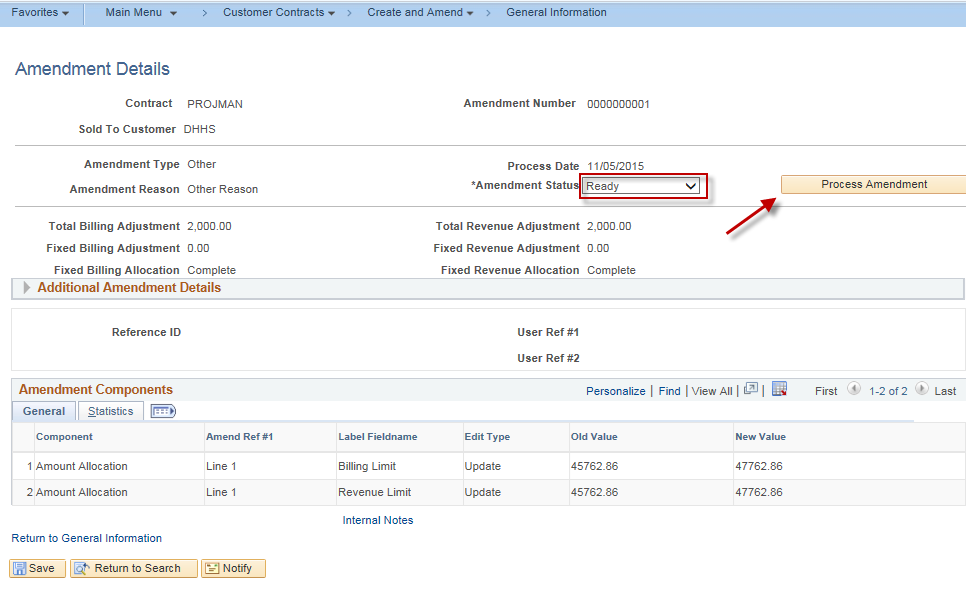 Favorites Main Menu > Customer Contracts > Create and Amend > General Information
Amendment Details
Contract PROJMAN Amendment Number 0000000001
Sold To Customer DHHS
Amendment Type Other Process Date 11/05/2015
Amendment Reason Other Reason *Amendment Status Ready Process Amendment
Total Billing Adjustment 2,000.00 Total Revenue Adjustment 2,000.00
Fixed Billing Adjustment 0.00 Fixed Revenue Adjustment 0.00
Fixed Billing Allocation Complete Fixed Revenue Allocation Complete
Additional Amendment Details
Reference ID User Ref #1
User Ref #2
Amendment Components Personalize | Find | View All | | First 1-2 of 2 Last
General Statistics
Component Amend Ref #1 Label Fieldname Edit Type Old Value New Value
1 Amount Allocation Line 1 Billing Limit Update 45762.86 47762.86
2 Amount Allocation Line 1 Revenue Limit Update 45762.86 47762.86
Internal Notes
Return to General Information
Save Return to Search Notify